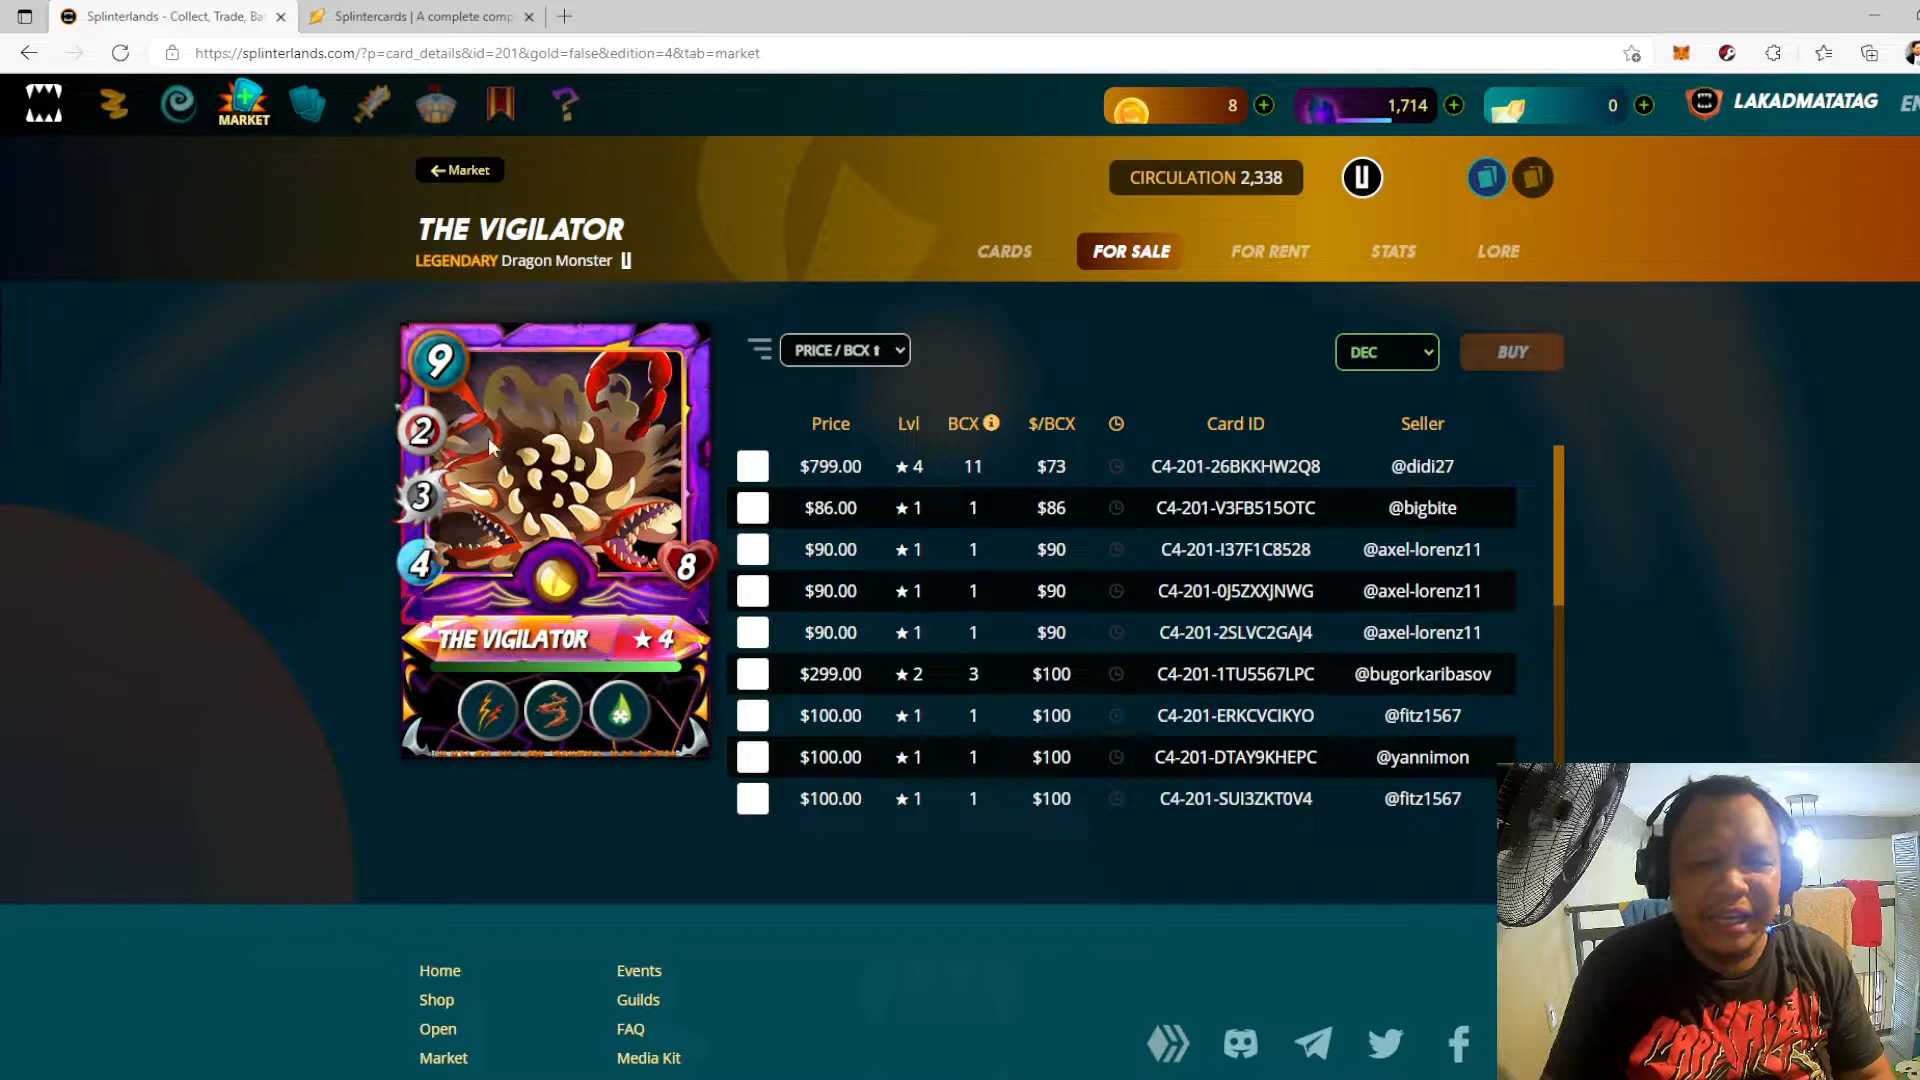 Splinterlands - Collect, Trade, Ba
Splintercards | A complete comp
https://splinterlands.com/?p=card_details&id=201&gold=false&edition=4&tab=market
MARKET
8
1,714
0
LAKADMATATAG
EN
Market
CIRCULATION 2,338
THE VIGILATOR
LEGENDARY Dragon Monster
CARDS
FOR SALE
FOR RENT
STATS
LORE
PRICE / BCX
DEC
BUY
9
2
3
4
8
THE VIGILATOR ★ 4
Price Lvl BCX $/BCX Card ID Seller
$799.00 ★ 4 11 $73 C4-201-26BKKHW2Q8 @didi27
$86.00 ★ 1 1 $86 C4-201-V3FB515OTC @bigbite
$90.00 ★ 1 1 $90 C4-201-I37F1C8528 @axel-lorenz11
$90.00 ★ 1 1 $90 C4-201-0J5ZXXJNWG @axel-lorenz11
$90.00 ★ 1 1 $90 C4-201-2SLVC2GAJ4 @axel-lorenz11
$299.00 ★ 2 3 $100 C4-201-1TU5567LPC @bugorkaribasov
$100.00 ★ 1 1 $100 C4-201-ERKCVCIKYO @fitz1567
$100.00 ★ 1 1 $100 C4-201-DTAY9KHEPC @yannimon
$100.00 ★ 1 1 $100 C4-201-SUI3ZKT0V4 @fitz1567
Home
Events
Shop
Guilds
Open
FAQ
Market
Media Kit